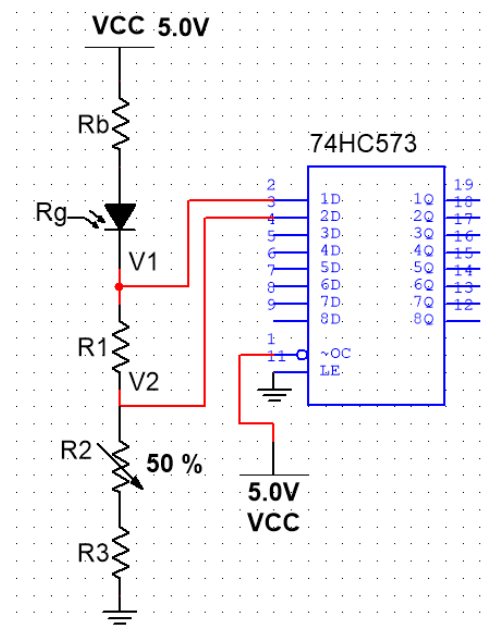 VCC 5.0V
Rb
74HC573
Rg
V1
R1
V2
R2
50 %
R3
2
3
4
5
6
7
8
9
1
11
1D
2D
3D
4D
5D
6D
7D
8D
~OC
LE
1Q
2Q
3Q
4Q
5Q
6Q
7Q
8Q
19
18
17
16
15
14
13
12
5.0V
VCC